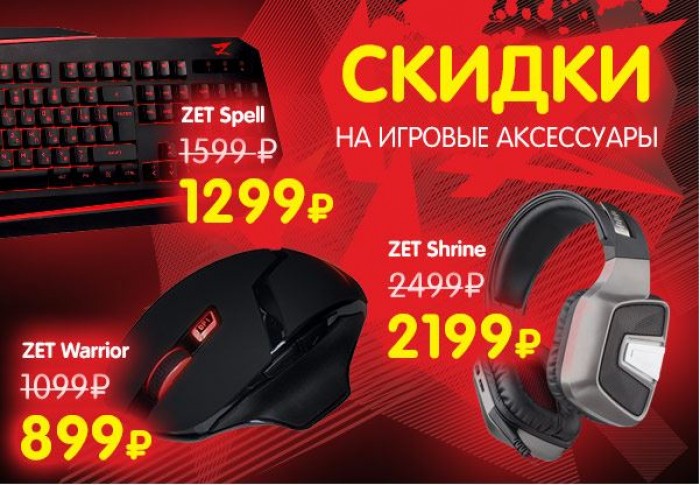 СКИДКИ
НА ИГРОВЫЕ АКСЕССУАРЫ
ZET Spell
1599 ₽
1299₽
ZET Shrine
2499₽
2199₽
ZET Warrior
1099₽
899₽